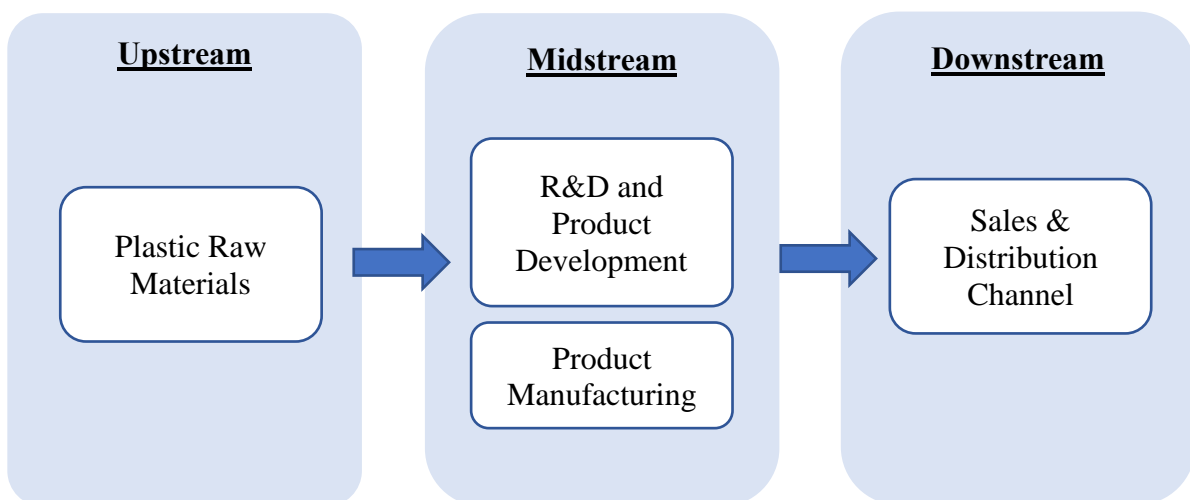 Upstream
Plastic Raw
Materials
Midstream
R&D and
Product
Development
Product
Manufacturing
Downstream
Sales &
Distribution
Channel